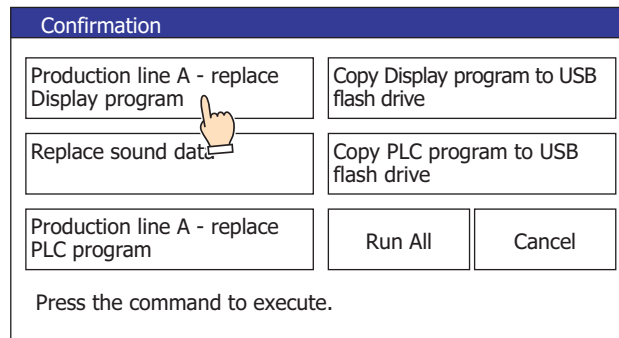 Confirmation
Production line A - replace
Display program
Copy Display program to USB
flash drive
Replace sound data
Copy PLC program to USB
flash drive
Production line A - replace
PLC program
Run All
Cancel
Press the command to execute.